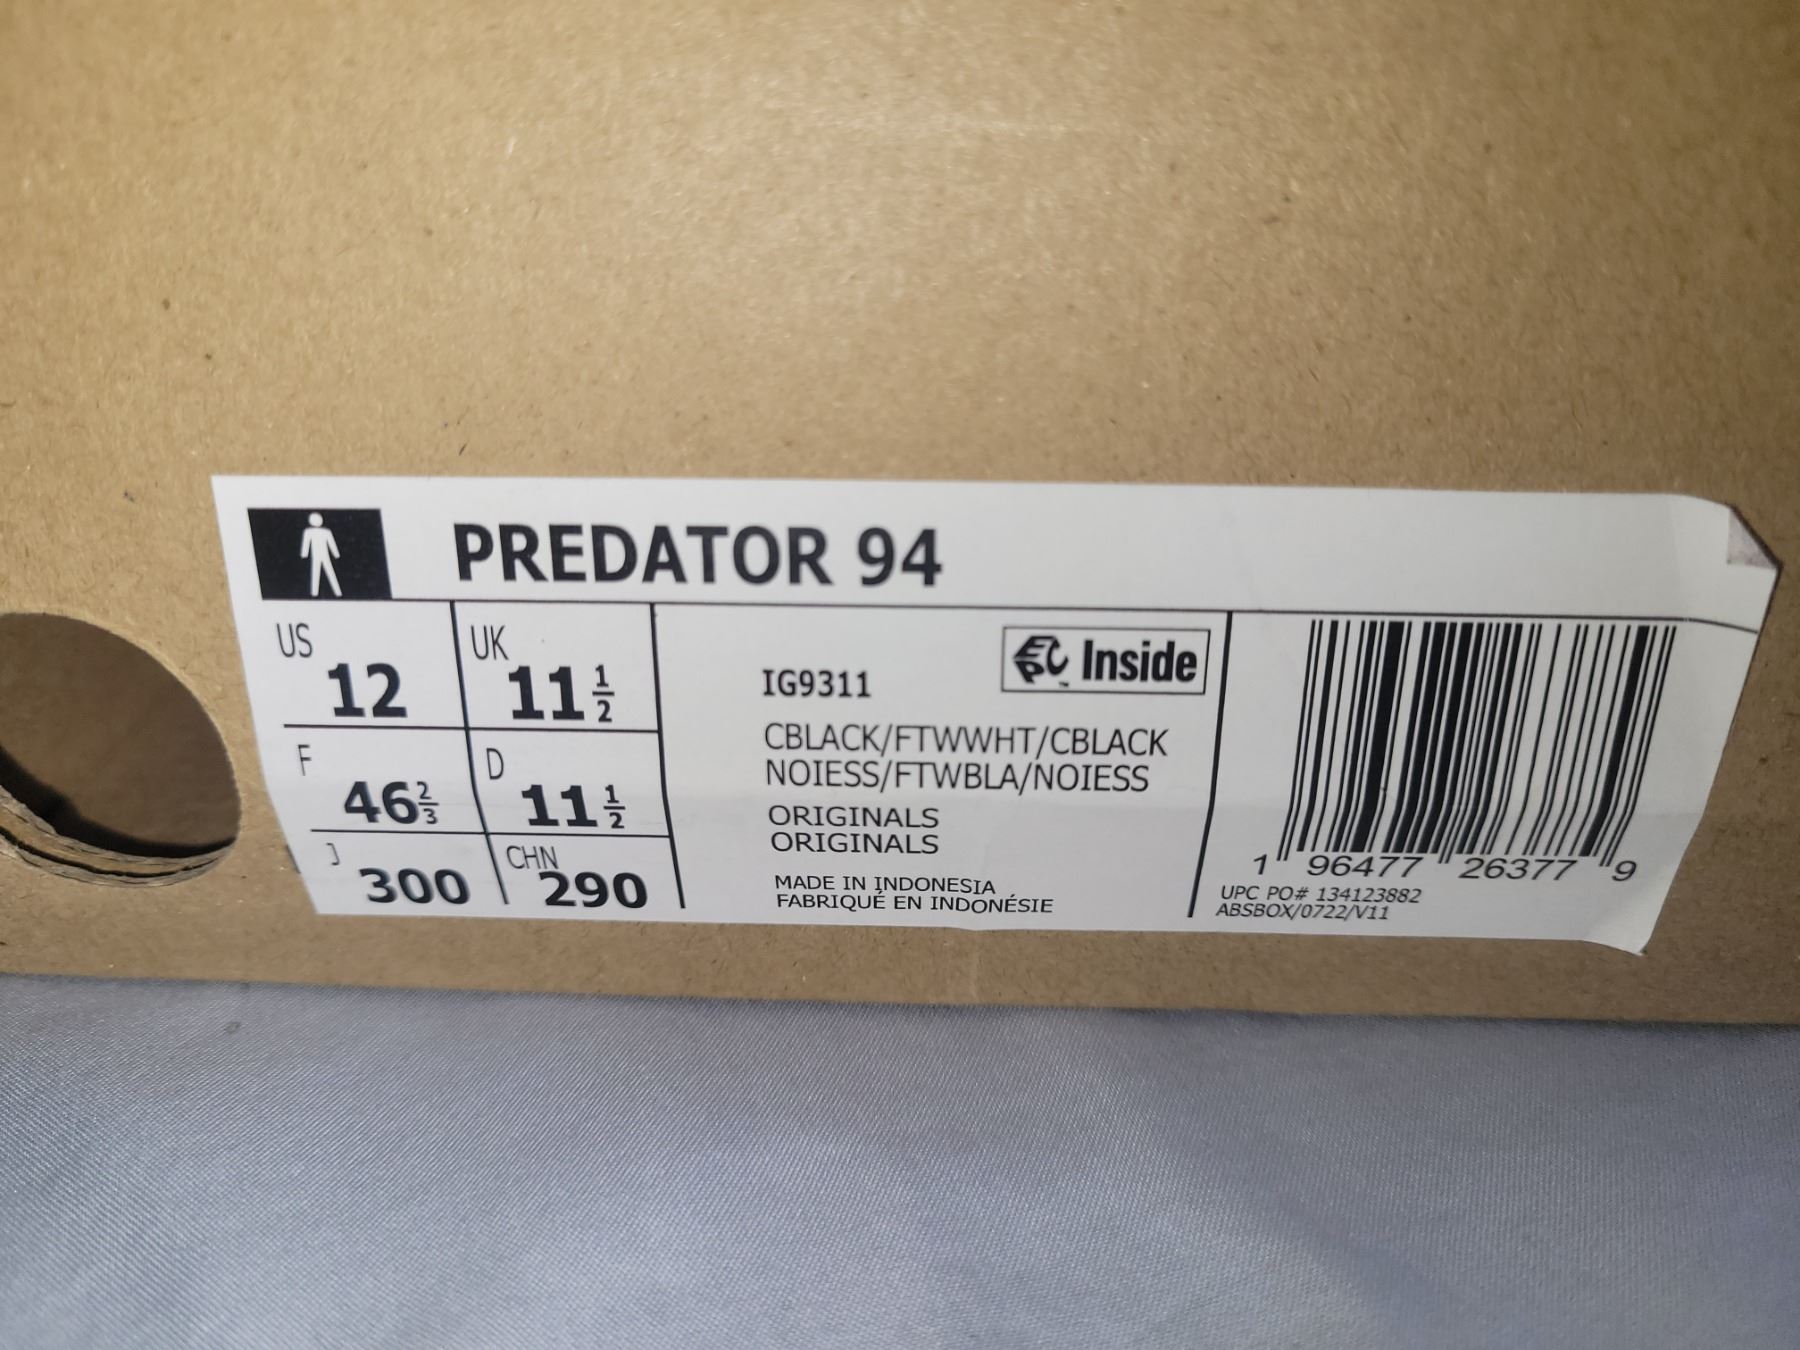 PREDATOR 94
US 12
UK 11 1/2
F 46 2/3
D 11 1/2
J 300
CHN 290
IG9311
EPC Inside
™
CBLACK/FTWWHT/CBLACK
NOIESS/FTWBLA/NOIESS
ORIGINALS
ORIGINALS
MADE IN INDONESIA
FABRIQUÉ EN INDONÉSIE
1 96477 26377 9
UPC PO# 134123882
ABSBOX/0722/V11